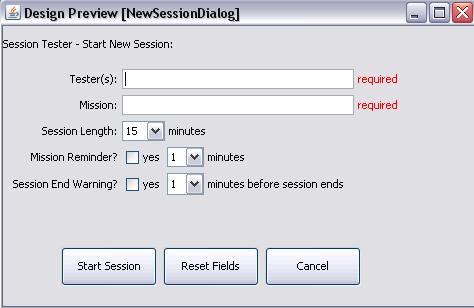 Design Preview [NewSessionDialog]
Session Tester - Start New Session:
Tester(s): required
Mission: required
Session Length: 15 minutes
Mission Reminder? yes 1 minutes
Session End Warning? yes 1 minutes before session ends
Start Session Reset Fields Cancel